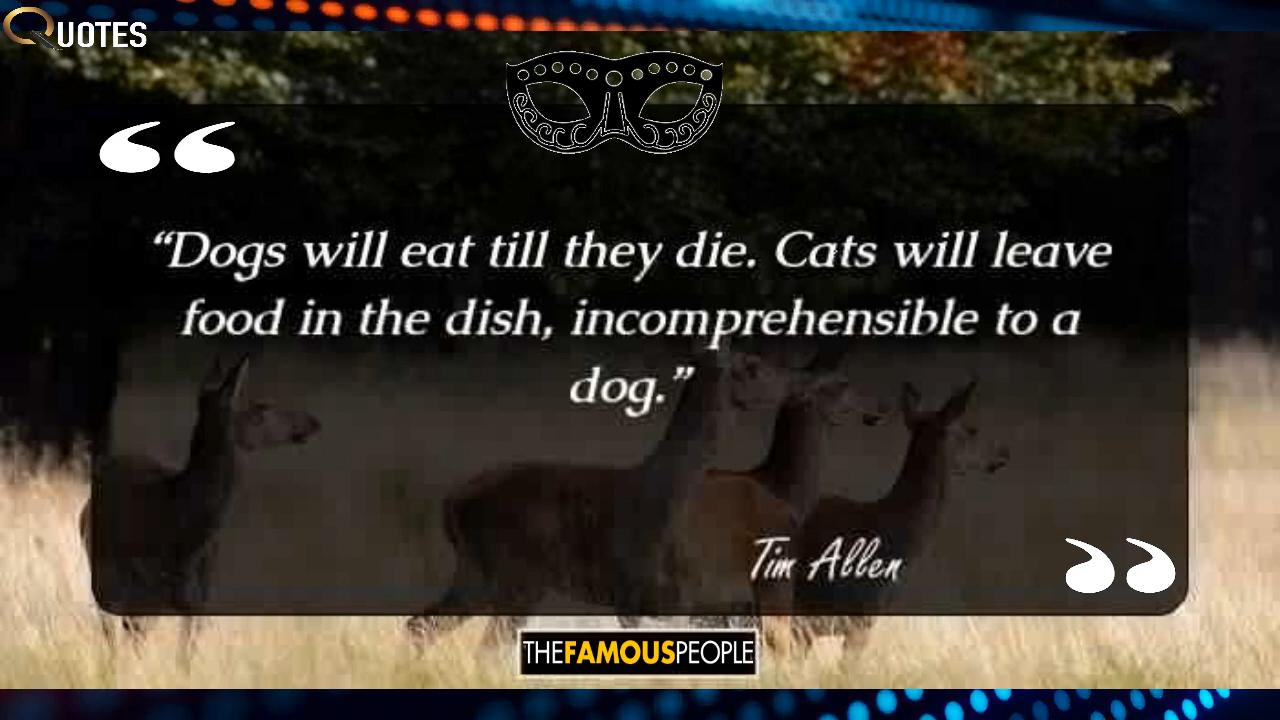 QUOTES
“Dogs will eat till they die. Cats will leave
food in the dish, incomprehensible to a
dog.”
Tim Allen
THEFAMOUSPEOPLE